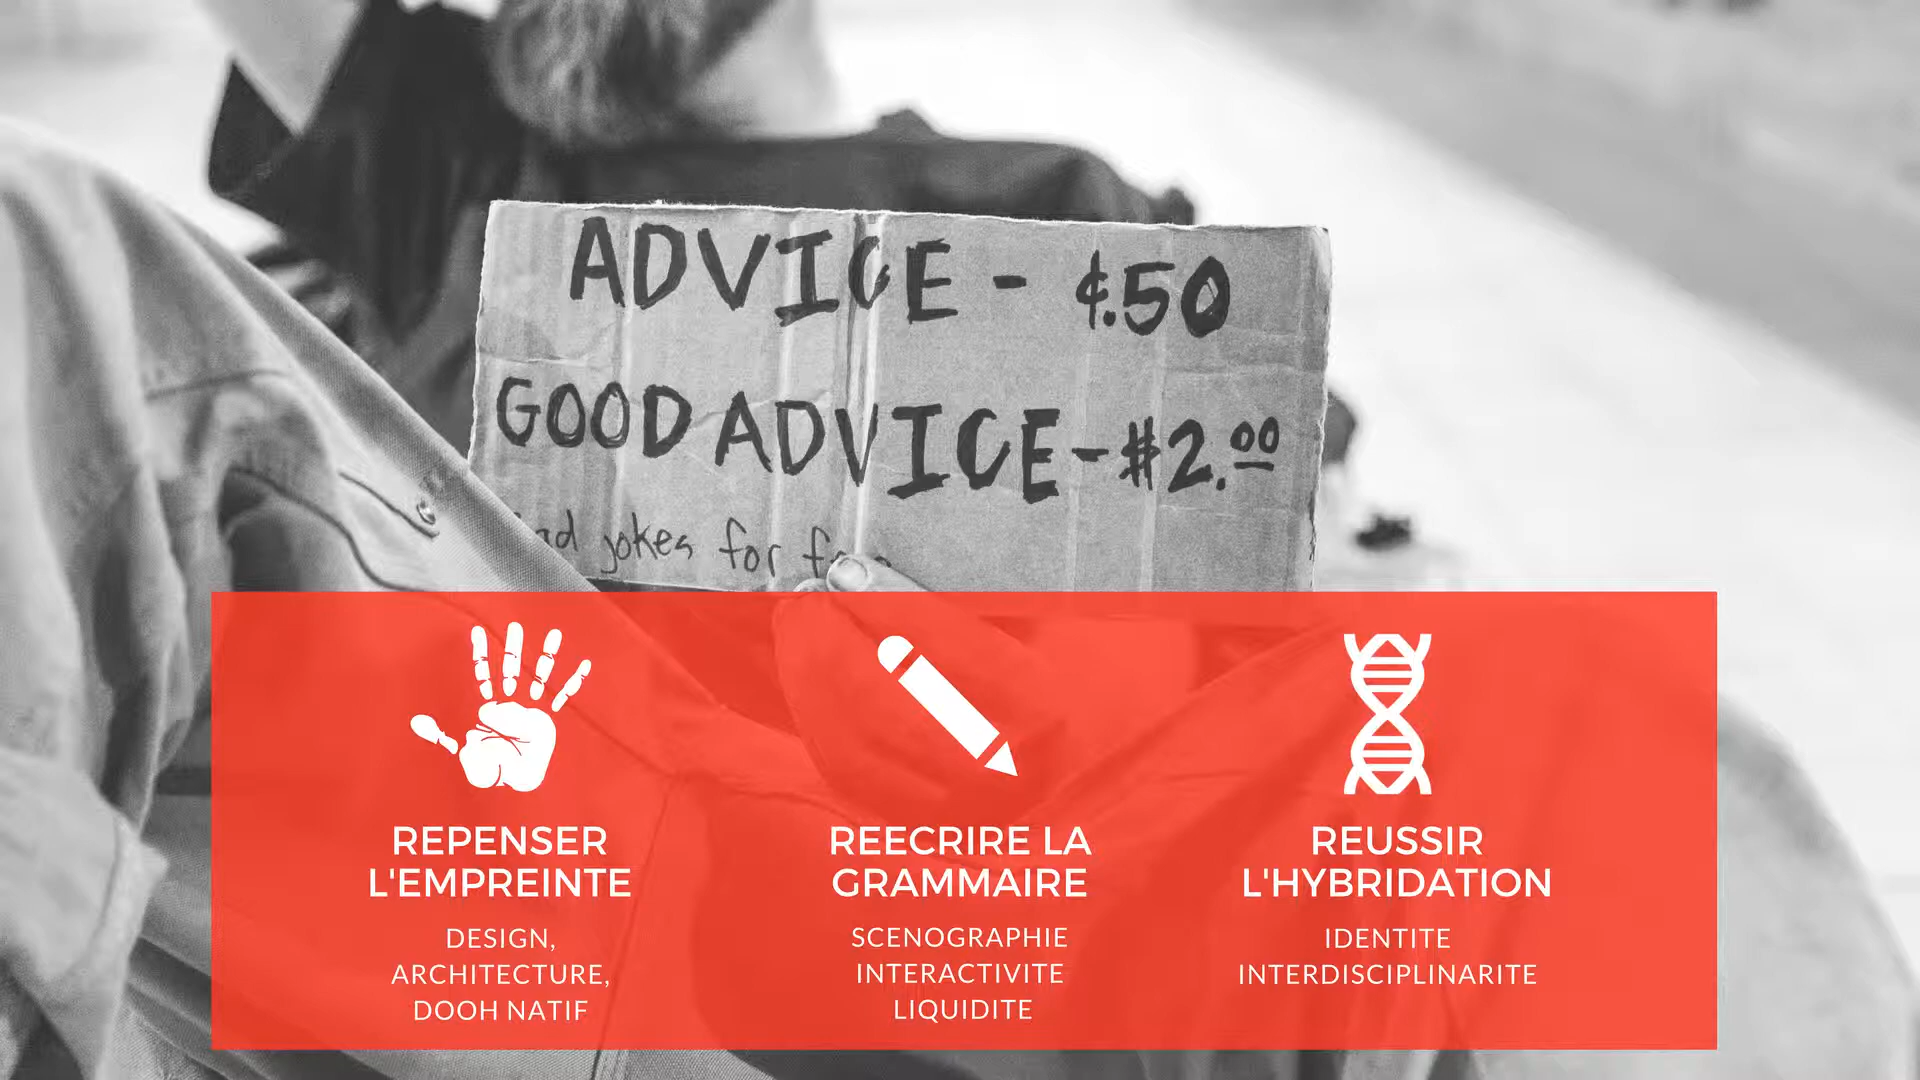 ADVICE - ¢.50
GOOD ADVICE - $2.00
jokes for
REPENSER
L'EMPREINTE
DESIGN,
ARCHITECTURE,
DOOH NATIF
REECRIRE LA
GRAMMAIRE
SCENOGRAPHIE
INTERACTIVITE
LIQUIDITE
REUSSIR
L'HYBRIDATION
IDENTITE
INTERDISCIPLINARITE